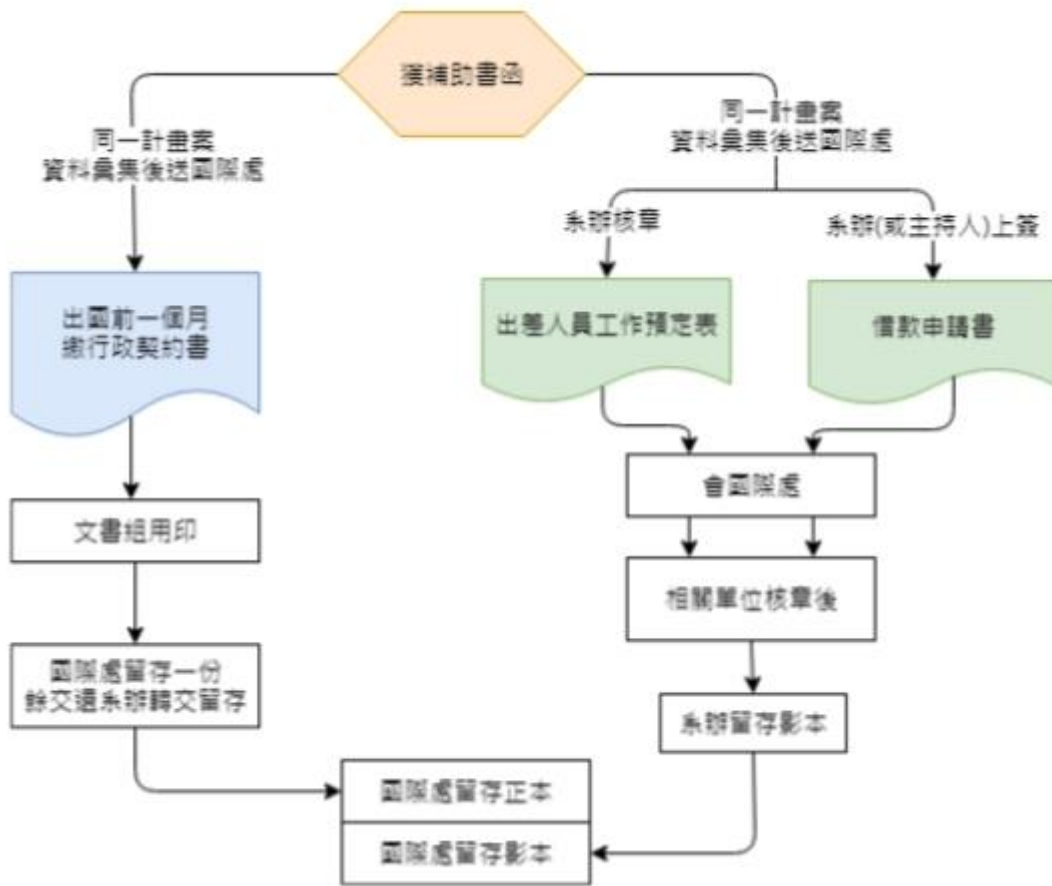 獲補助書函
同一計畫案
資料彙集後送國際處
同一計畫案
資料彙集後送國際處
系辦核章
系辦(或主持人)上簽
出國前一個月
繳行政契約書
出差人員工作預定表
借款申請書
會國際處
文書組用印
相關單位核章後
國際處留存一份
餘交還系辦轉交留存
系辦留存影本
國際處留存正本
國際處留存影本